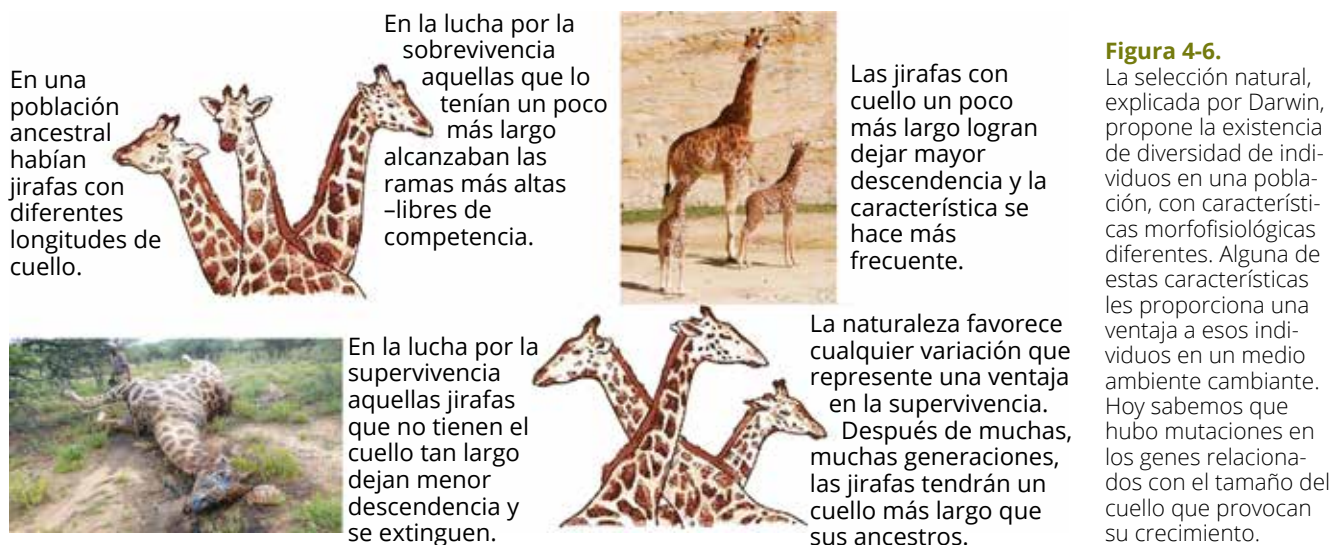 En una
población
ancestral
habían
jirafas con
diferentes
longitudes de
cuello.
En la lucha por la
sobrevivencia
aquellas que lo
tenían un poco
más largo
alcanzaban las
ramas más altas
–libres de
competencia.
Las jirafas con
cuello un poco
más largo logran
dejar mayor
descendencia y la
característica se
hace más
frecuente.
En la lucha por la
supervivencia
aquellas jirafas
que no tienen el
cuello tan largo
dejan menor
descendencia y
se extinguen.
La naturaleza favorece
cualquier variación que
represente una ventaja
en la supervivencia.
Después de muchas,
muchas generaciones,
las jirafas tendrán un
cuello más largo que
sus ancestros.
Figura 4-6.
La selección natural,
explicada por Darwin,
propone la existencia
de diversidad de indi-
viduos en una pobla-
ción, con característi-
cas morfofisiológicas
diferentes. Alguna de
estas características
les proporciona una
ventaja a esos indi-
viduos en un medio
ambiente cambiante.
Hoy sabemos que
hubo mutaciones en
los genes relaciona-
dos con el tamaño del
cuello que provocan
su crecimiento.